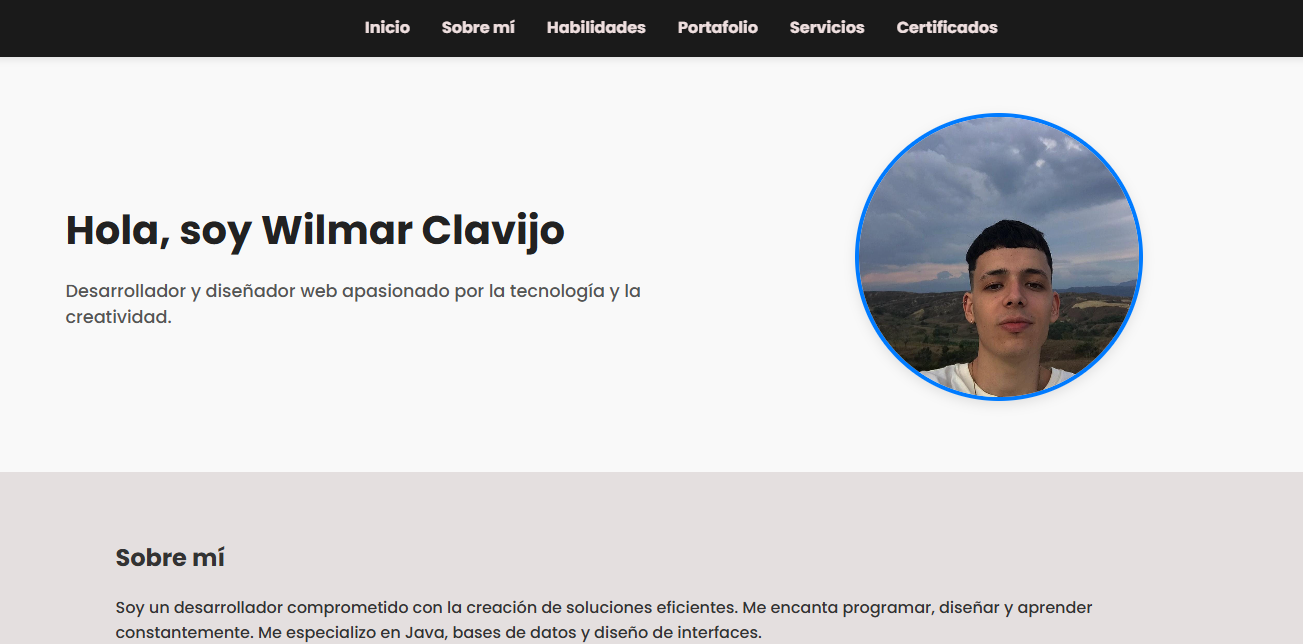 Inicio Sobre mí Habilidades Portafolio Servicios Certificados
Hola, soy Wilmar Clavijo
Desarrollador y diseñador web apasionado por la tecnología y la
creatividad.
Sobre mí
Soy un desarrollador comprometido con la creación de soluciones eficientes. Me encanta programar, diseñar y aprender
constantemente. Me especializo en Java, bases de datos y diseño de interfaces.